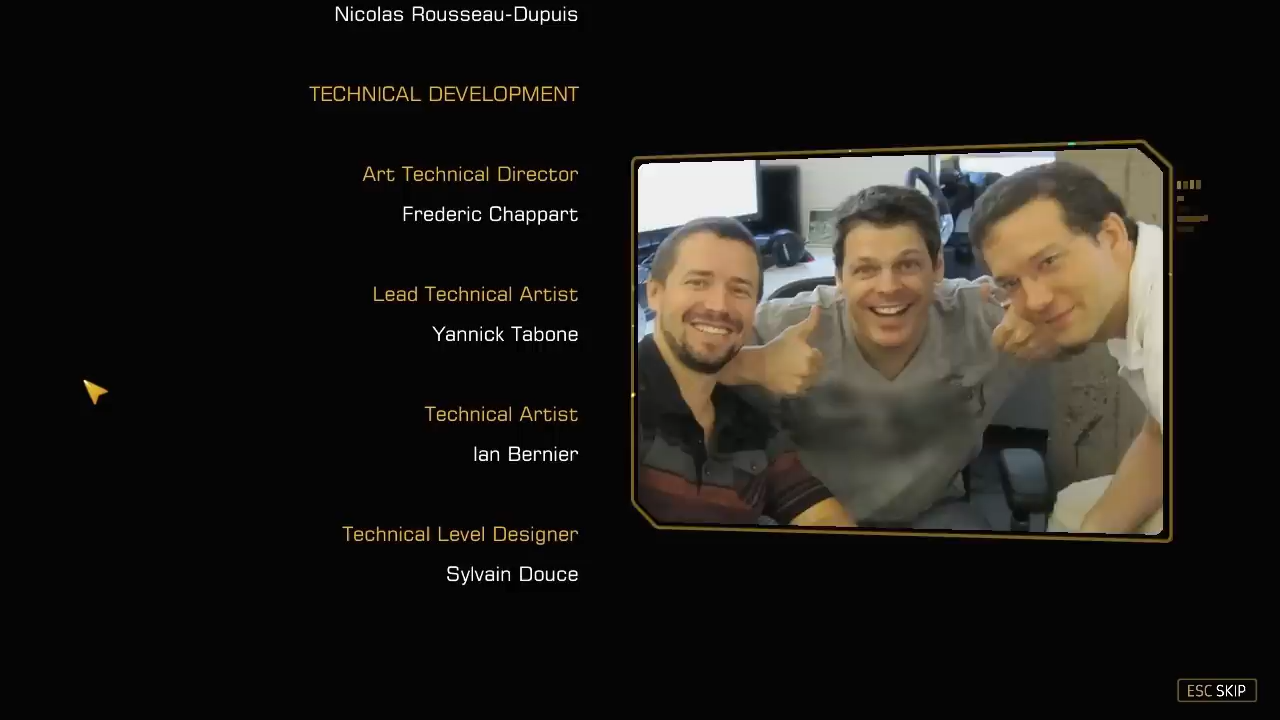 Nicolas Rousseau-Dupuis
TECHNICAL DEVELOPMENT
Art Technical Director
Frederic Chappart
Lead Technical Artist
Yannick Tabone
Technical Artist
Ian Bernier
Technical Level Designer
Sylvain Douce
ESC SKIP